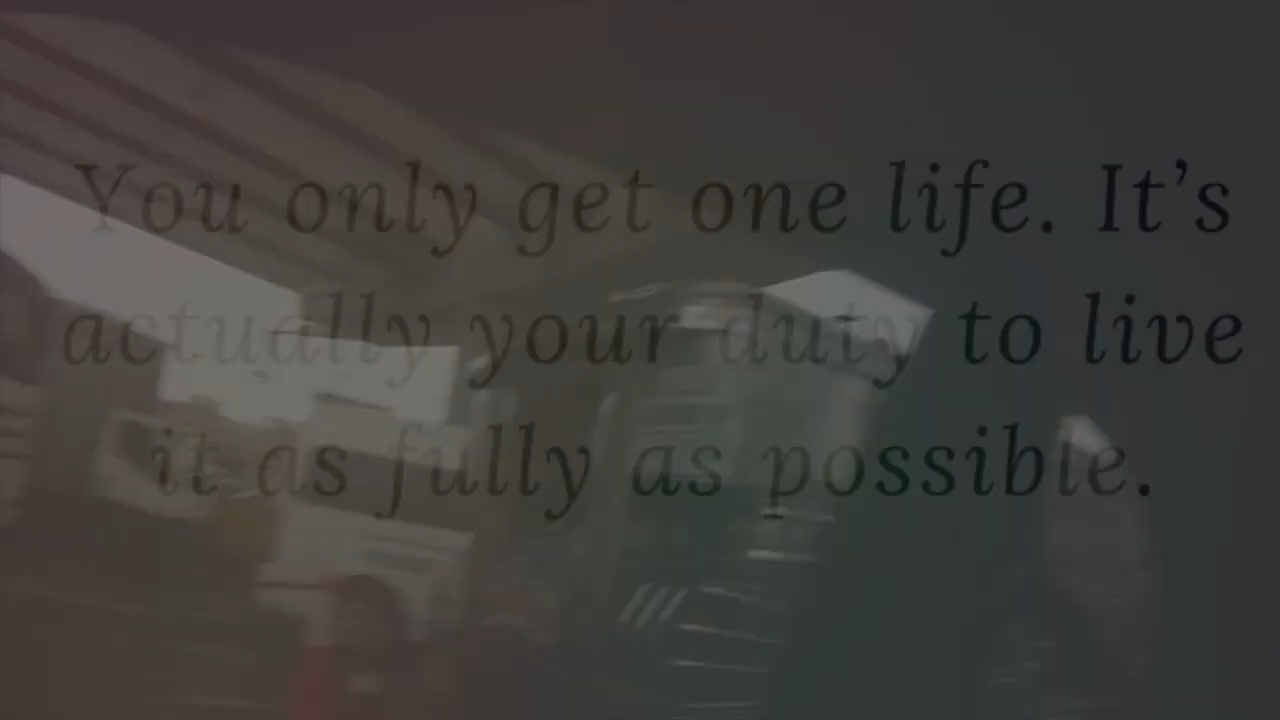 You only get one life. It’s
actually your duty to live
it as fully as possible.